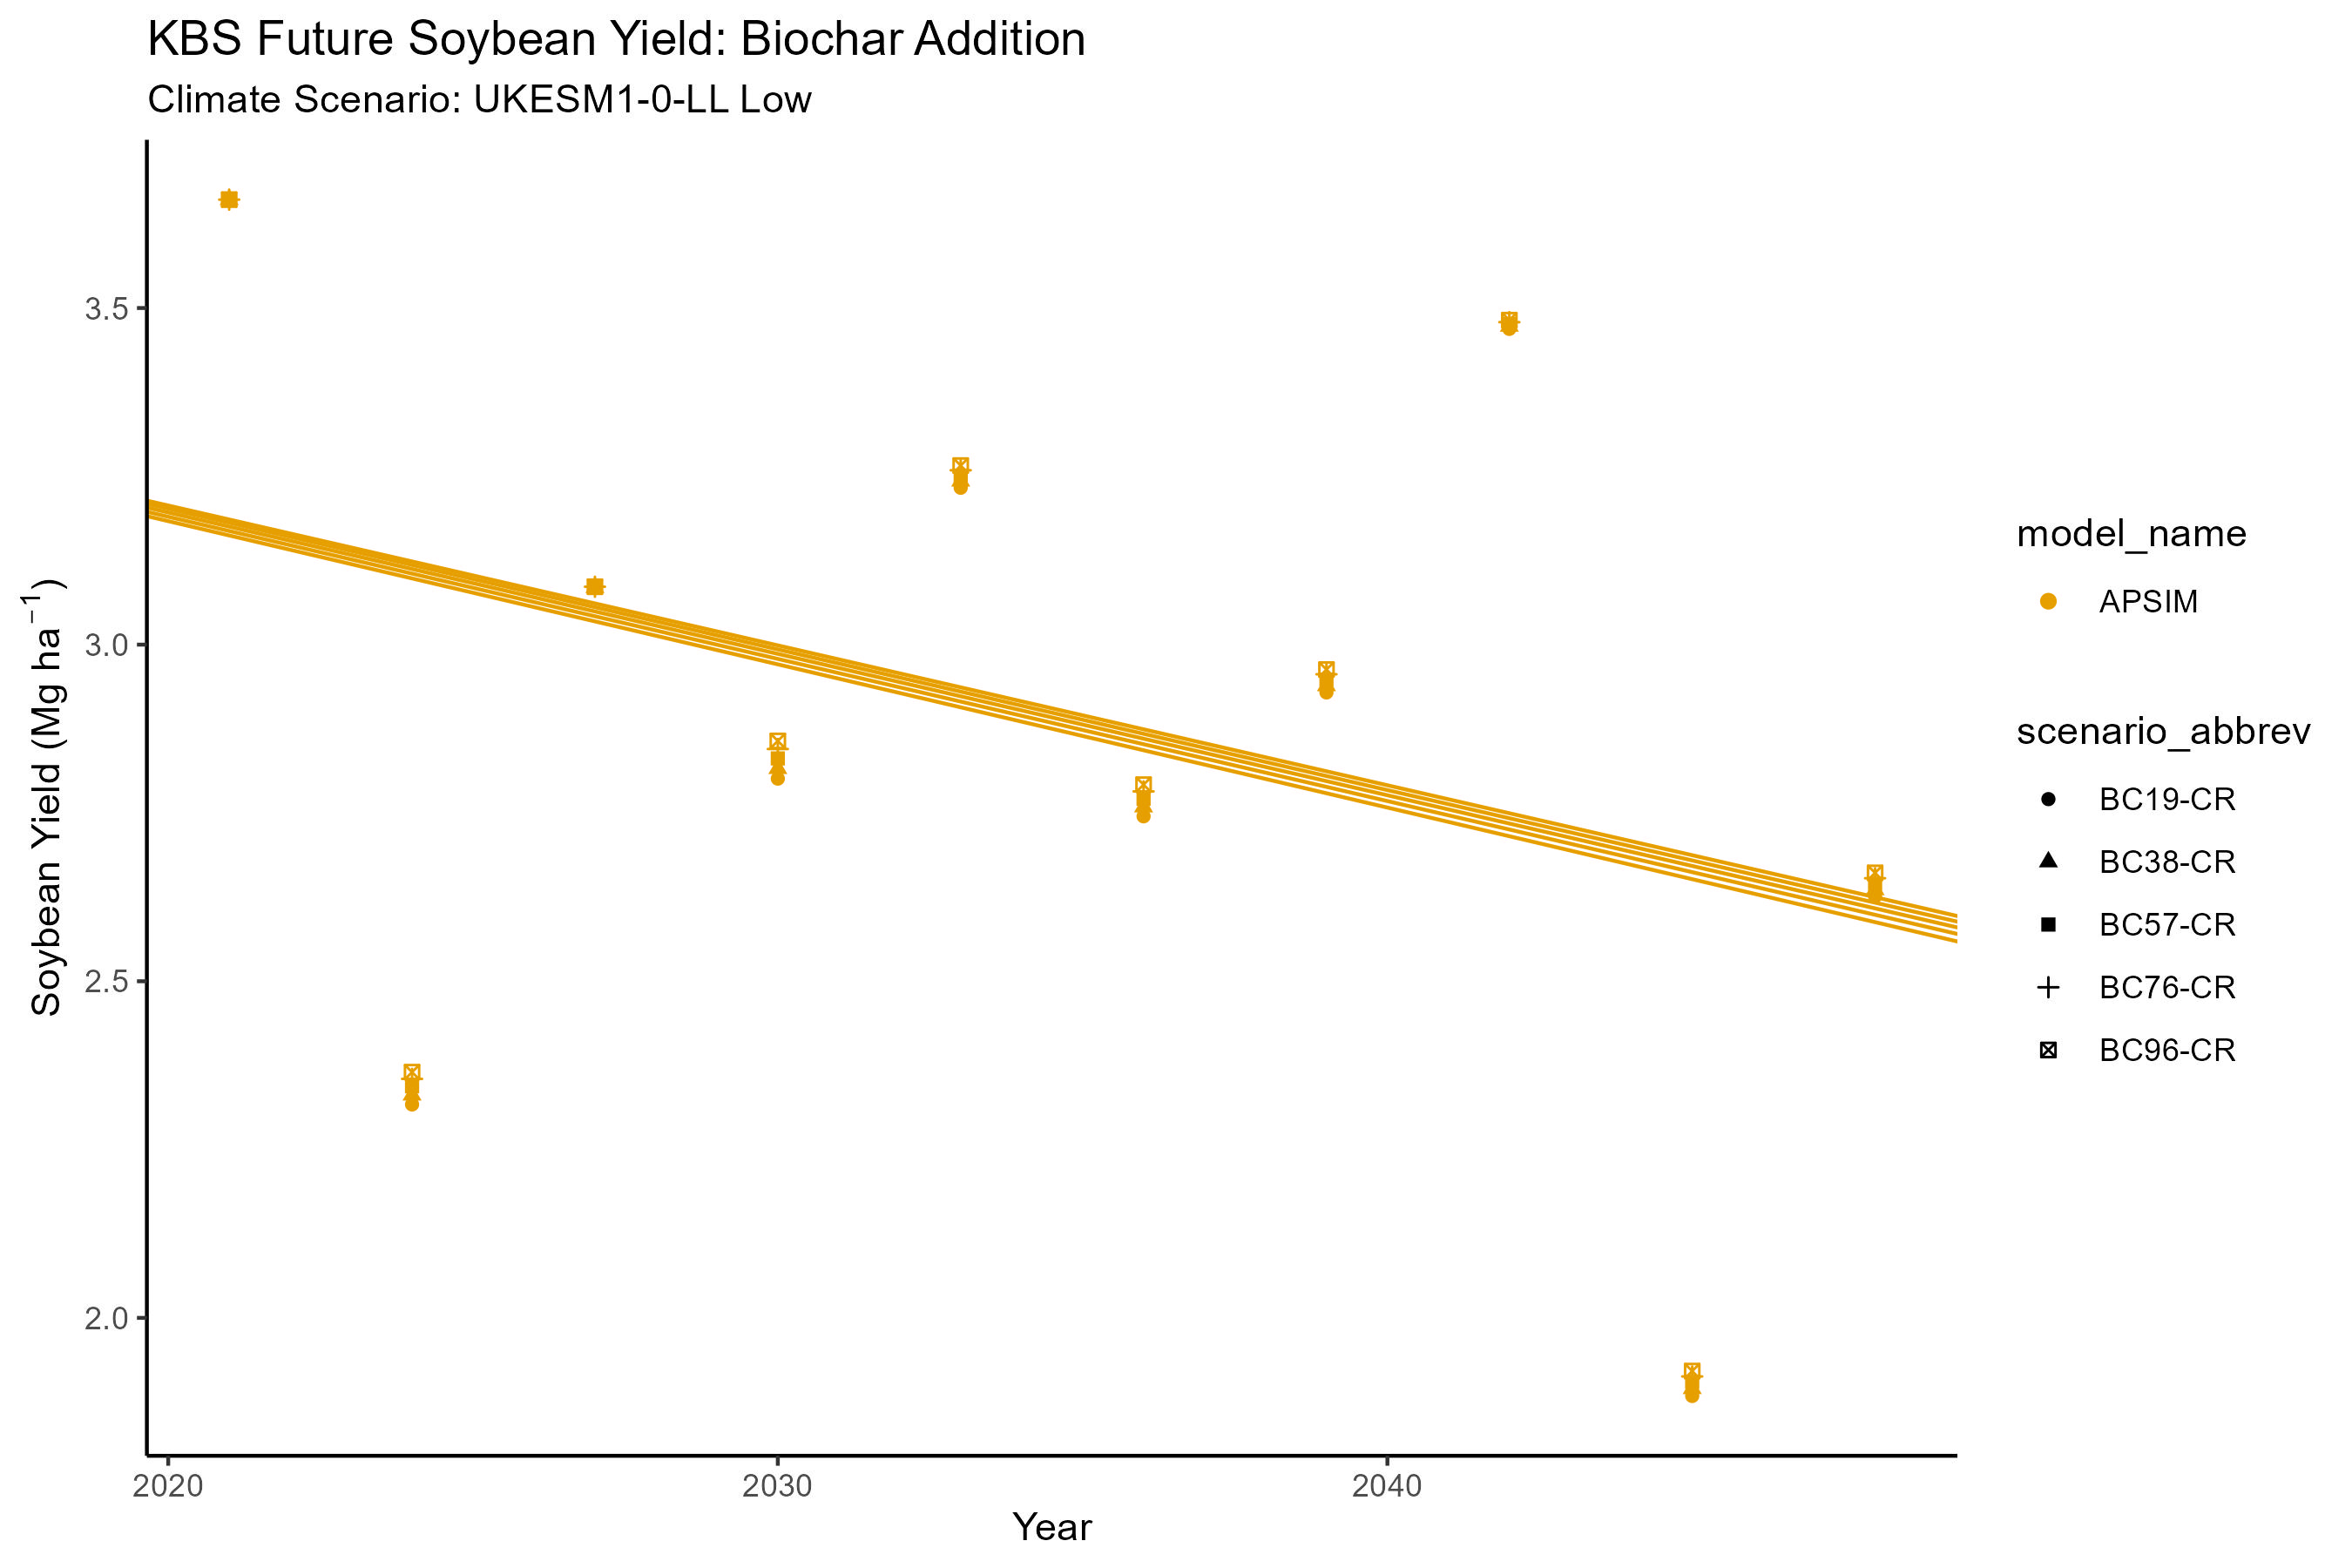 KBS Future Soybean Yield: Biochar Addition
Climate Scenario: UKESM1-0-LL Low
Soybean Yield (Mg ha⁻¹)
3.5
3.0
2.5
2.0
2020
2030
2040
Year
model_name
APSIM
scenario_abbrev
BC19-CR
BC38-CR
BC57-CR
BC76-CR
BC96-CR